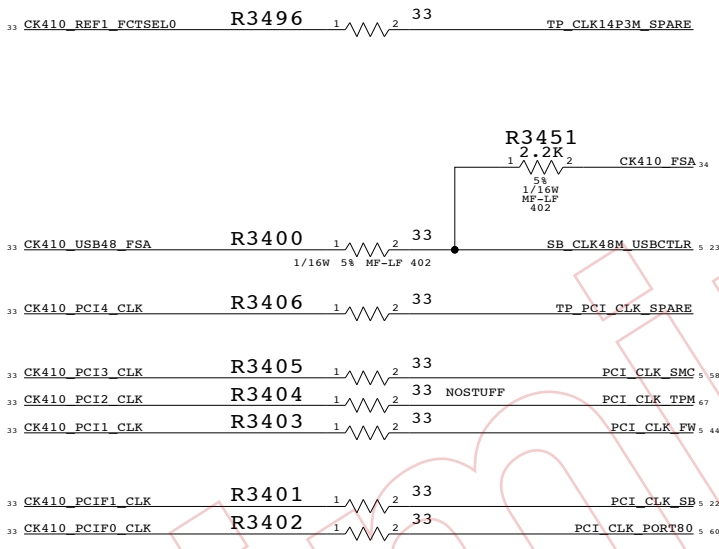 33 CK410_REF1_FCTSEL0 R3496 1 2 33 TP_CLK14P3M_SPARE
R3451
2.2K
1 2 CK410_FSA 34
5%
1/16W
MF-LF
402
33 CK410_USB48_FSA R3400 1 2 33 SB_CLK48M_USBCTLR 5 23
1/16W 5% MF-LF 402
33 CK410_PCI4_CLK R3406 1 2 33 TP_PCI_CLK_SPARE
33 CK410_PCI3_CLK R3405 1 2 33 PCI_CLK_SMC 5 58
33 CK410_PCI2_CLK R3404 1 2 33 NOSTUFF PCI_CLK_TPM 67
33 CK410_PCI1_CLK R3403 1 2 33 PCI_CLK_FW 5 44
33 CK410_PCIF1_CLK R3401 1 2 33 PCI_CLK_SB 5 22
33 CK410_PCIF0_CLK R3402 1 2 33 PCI_CLK_PORT80 5 60